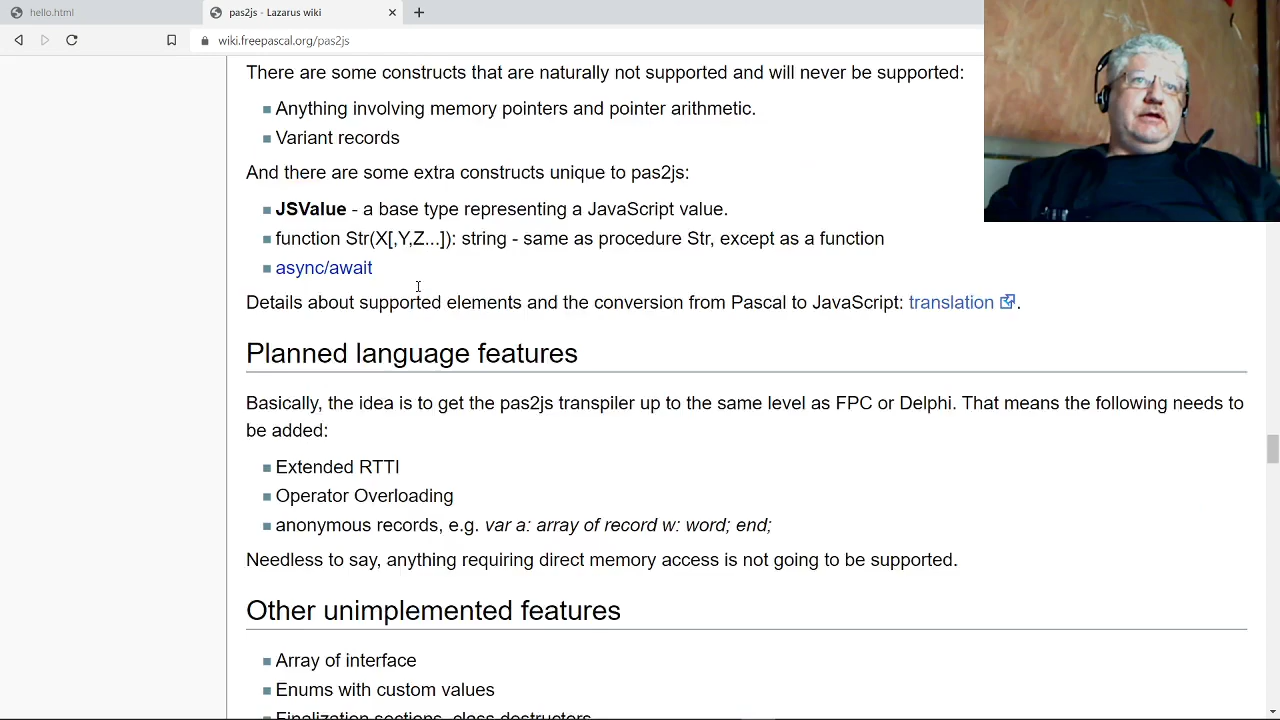 hello.html
pas2js - Lazarus wiki
wiki.freepascal.org/pas2js
There are some constructs that are naturally not supported and will never be supported:
Anything involving memory pointers and pointer arithmetic.
Variant records
And there are some extra constructs unique to pas2js:
JSValue - a base type representing a JavaScript value.
function Str(X[,Y,Z...]): string - same as procedure Str, except as a function
async/await
Details about supported elements and the conversion from Pascal to JavaScript: translation.
Planned language features
Basically, the idea is to get the pas2js transpiler up to the same level as FPC or Delphi. That means the following needs to
be added:
Extended RTTI
Operator Overloading
anonymous records, e.g. var a: array of record w: word; end;
Needless to say, anything requiring direct memory access is not going to be supported.
Other unimplemented features
Array of interface
Enums with custom values
Finalization sections, class destructors